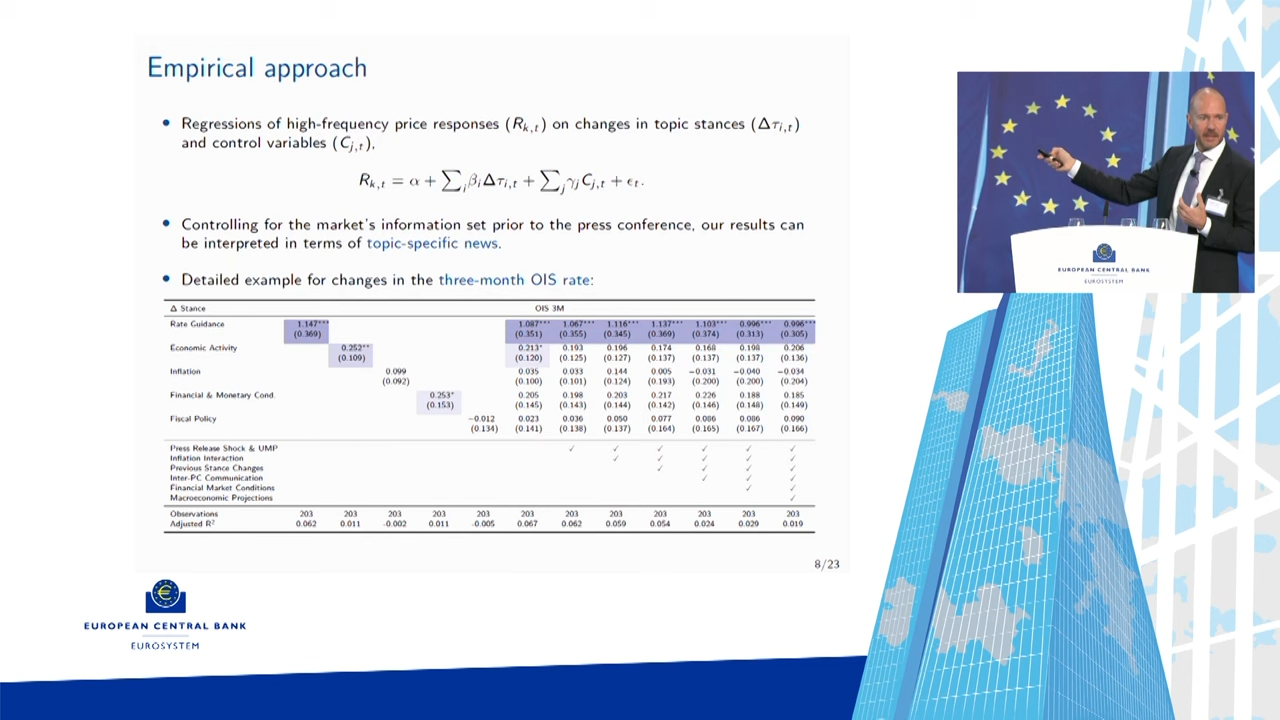 Empirical approach
• Regressions of high-frequency price responses (Rk,t) on changes in topic stances (Δτi,t)
and control variables (Cj,t),
Rk,t = α + ∑i βiΔτi,t + ∑j γjCj,t + ϵt.
• Controlling for the market's information set prior to the press conference, our results can
be interpreted in terms of topic-specific news.
• Detailed example for changes in the three-month OIS rate:
Δ Stance OIS 3M
Rate Guidance 1.147*** 1.087*** 1.067*** 1.116*** 1.137*** 1.103*** 0.996*** 0.996***
(0.369) (0.351) (0.355) (0.345) (0.369) (0.374) (0.313) (0.305)
Economic Activity 0.252** 0.213* 0.193 0.196 0.174 0.168 0.198 0.206
(0.109) (0.120) (0.125) (0.127) (0.137) (0.137) (0.137) (0.136)
Inflation 0.099 0.035 0.033 0.144 0.005 −0.031 −0.040 −0.034
(0.092) (0.100) (0.101) (0.124) (0.193) (0.200) (0.200) (0.204)
Financial & Monetary Cond. 0.253* 0.205 0.198 0.203 0.217 0.226 0.188 0.185
(0.153) (0.145) (0.143) (0.144) (0.142) (0.146) (0.148) (0.149)
Fiscal Policy −0.012 0.023 0.036 0.050 0.077 0.086 0.086 0.090
(0.134) (0.141) (0.138) (0.137) (0.164) (0.165) (0.167) (0.166)
Press Release Shock & UMP ✓ ✓ ✓ ✓ ✓ ✓
Inflation Interaction ✓ ✓ ✓ ✓ ✓
Previous Stance Changes ✓ ✓ ✓ ✓
Inter-PC Communication ✓ ✓ ✓
Financial Market Conditions ✓ ✓
Macroeconomic Projections ✓
Observations 203 203 203 203 203 203 203 203 203 203 203 203
Adjusted R² 0.062 0.011 -0.002 0.011 -0.005 0.067 0.062 0.059 0.054 0.024 0.029 0.019
8/23
EUROPEAN CENTRAL BANK
EUROSYSTEM
EUROPEAN CENTRAL BANK
EUROSYSTEM